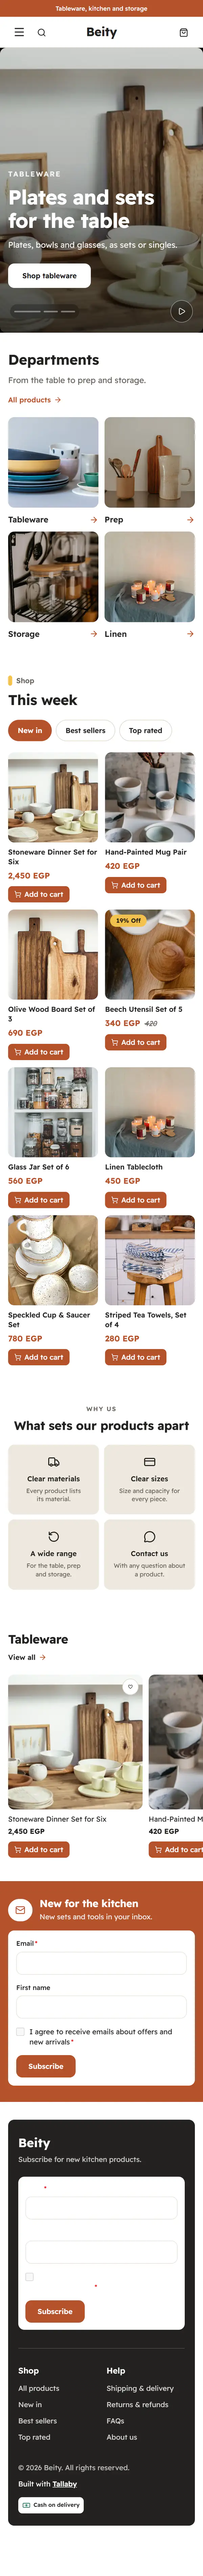 Tableware, kitchen and storage
Beity
TABLEWARE
Plates and sets
for the table
Plates, bowls and glasses, as sets or singles.
Shop tableware
Departments
From the table to prep and storage.
All products
Tableware
Prep
Storage
Linen
Shop
This week
New in
Best sellers
Top rated
Stoneware Dinner Set for
Six
2,450 EGP
Add to cart
Hand-Painted Mug Pair
420 EGP
Add to cart
Olive Wood Board Set of
3
690 EGP
Add to cart
19% Off
Beech Utensil Set of 5
340 EGP 420
Add to cart
Glass Jar Set of 6
560 EGP
Add to cart
Linen Tablecloth
450 EGP
Add to cart
Speckled Cup & Saucer
Set
780 EGP
Add to cart
Striped Tea Towels, Set
of 4
280 EGP
Add to cart
WHY US
What sets our products apart
Clear materials
Every product lists
its material.
Clear sizes
Size and capacity for
every piece.
A wide range
For the table, prep
and storage.
Contact us
With any question about
a product.
Tableware
View all
Stoneware Dinner Set for Six
2,450 EGP
Add to cart
Hand-Painted M
420 EGP
Add to cart
New for the kitchen
New sets and tools in your inbox.
Email*
First name
I agree to receive emails about offers and
new arrivals*
Subscribe
Beity
Subscribe for new kitchen products.
*
*
Subscribe
Shop
All products
New in
Best sellers
Top rated
Help
Shipping & delivery
Returns & refunds
FAQs
About us
© 2026 Beity. All rights reserved.
Built with Tallaby
Cash on delivery